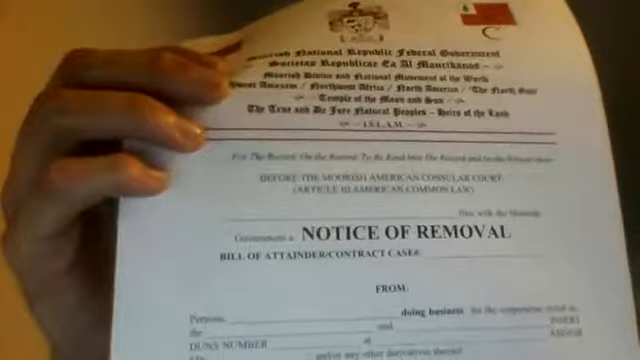 Moorish National Republic Federal Government
Societas Republicae Ea Al Maurikanos
Moorish Divine and National Movement of the World
Northwest Amexem / Northwest Africa / North America / 'The North Gate'
Temple of the Moon and Sun
The True and De Jure Natural Peoples – Heirs of the Land
I.S.L.A.M.
For The Record, On the Record, To Be Read Into The Record
BEFORE THE MOORISH AMERICAN CONSULAR COURT
(ARTICLE III AMERICAN COMMON LAW)
files with the
Government a NOTICE OF REMOVAL
BILL OF ATTAINDER/CONTRACT CASE#
FROM:
Persons, doing business for the corporation
the and INSERT
DUNS NUMBER at AND/OR
and/or any other derivatives thereof